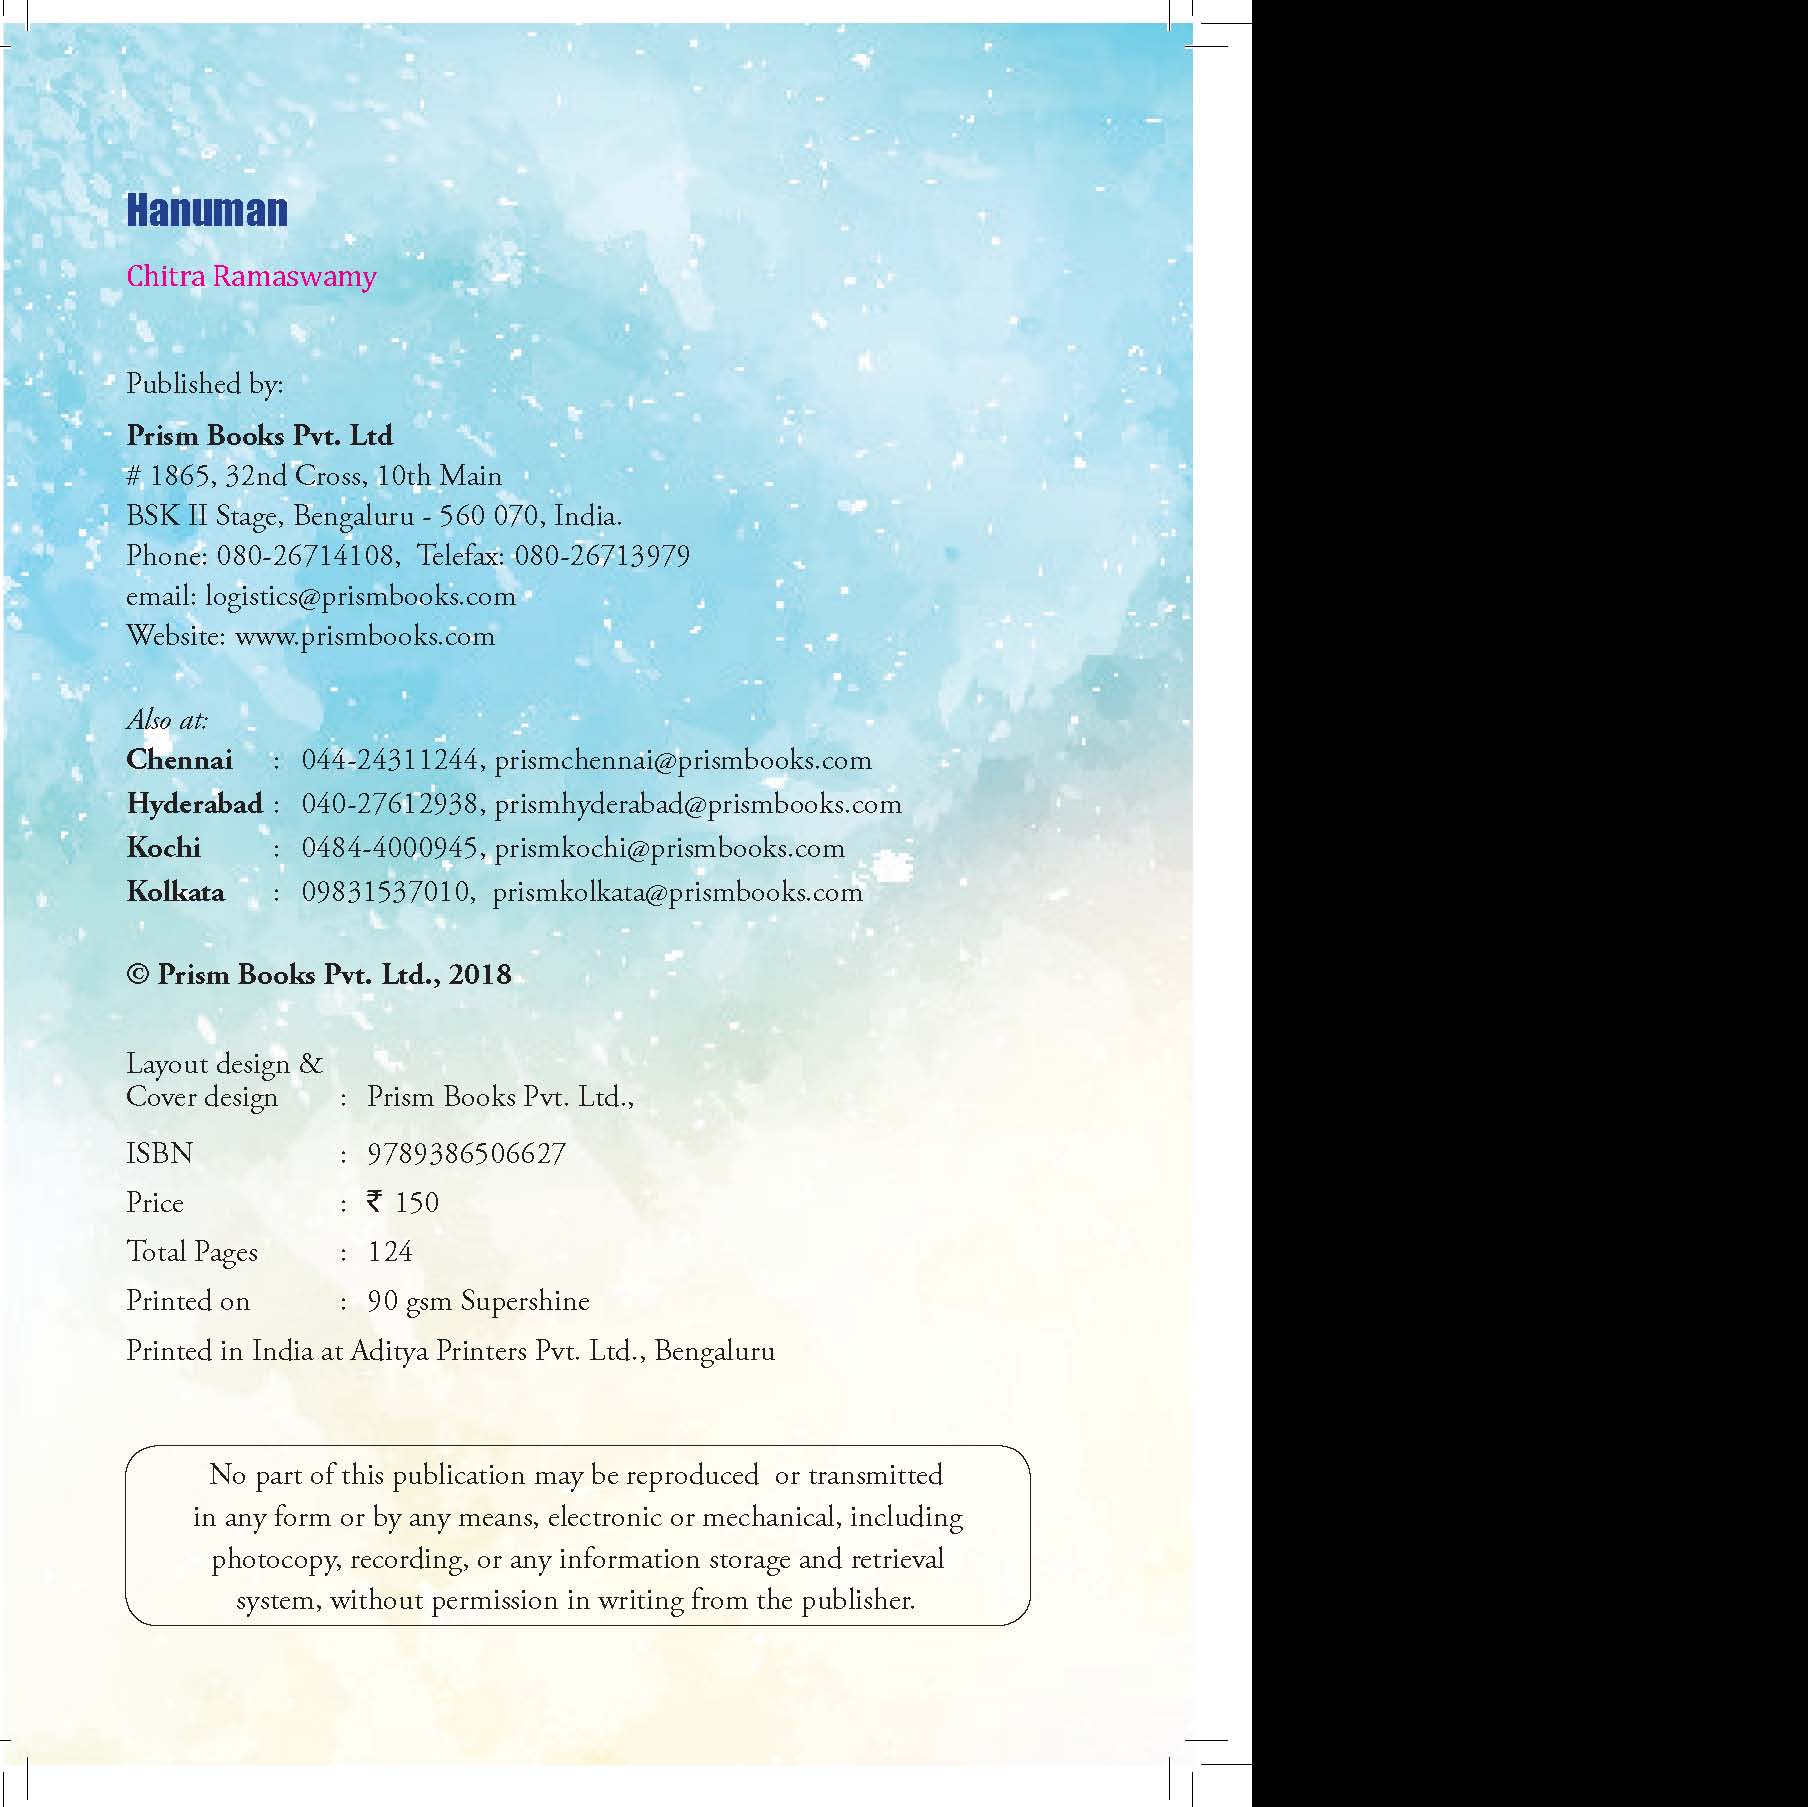 Hanuman
Chitra Ramaswamy
Published by:
Prism Books Pvt. Ltd
# 1865, 32nd Cross, 10th Main
BSK II Stage, Bengaluru - 560 070, India.
Phone: 080-26714108, Telefax: 080-26713979
email: logistics@prismbooks.com
Website: www.prismbooks.com
Also at:
Chennai : 044-24311244, prismchennai@prismbooks.com
Hyderabad : 040-27612938, prismhyderabad@prismbooks.com
Kochi : 0484-4000945, prismkochi@prismbooks.com
Kolkata : 09831537010, prismkolkata@prismbooks.com
© Prism Books Pvt. Ltd., 2018
Layout design &
Cover design : Prism Books Pvt. Ltd.,
ISBN : 9789386506627
Price : ₹ 150
Total Pages : 124
Printed on : 90 gsm Supershine
Printed in India at Aditya Printers Pvt. Ltd., Bengaluru
No part of this publication may be reproduced or transmitted
in any form or by any means, electronic or mechanical, including
photocopy, recording, or any information storage and retrieval
system, without permission in writing from the publisher.